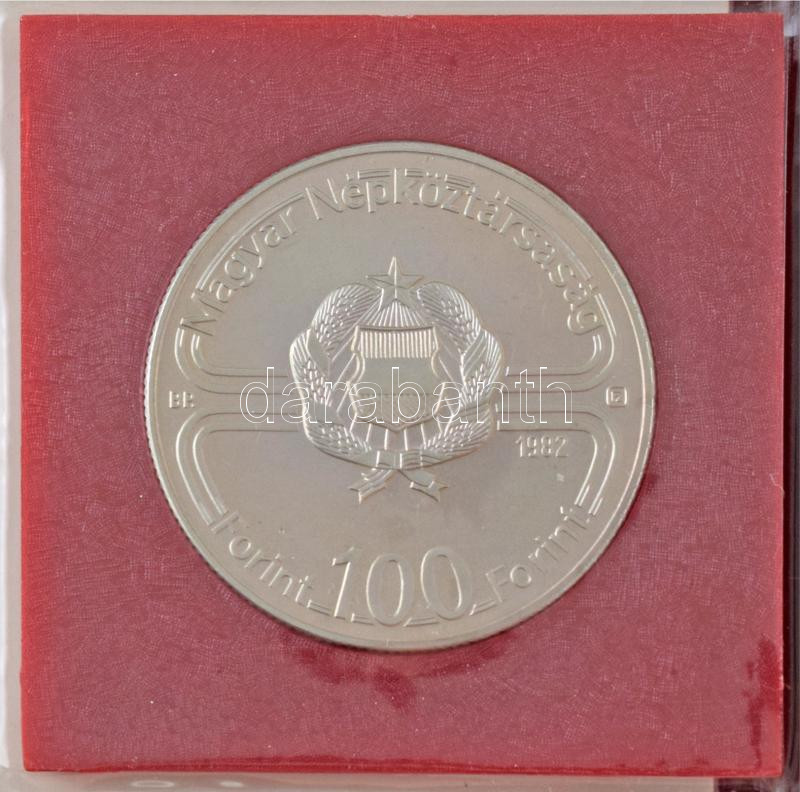 Magyar Népköztársaság
BP.
1982
Forint 100 Forint
darabanth